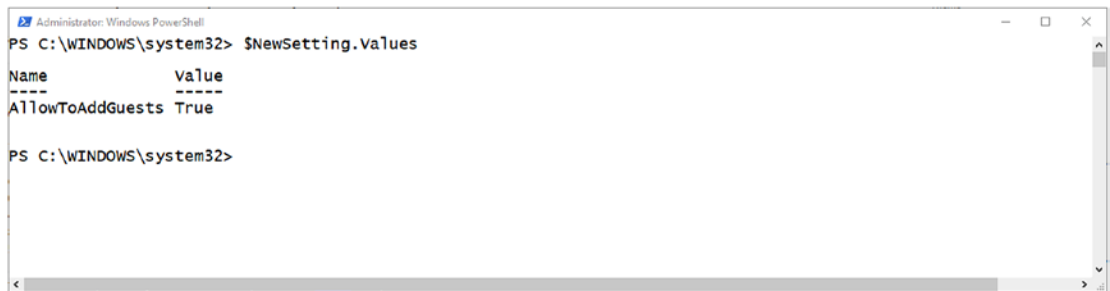 Administrator: Windows PowerShell
PS C:\WINDOWS\system32> $NewSetting.Values
Name Value
---- -----
AllowToAddGuests True
PS C:\WINDOWS\system32>